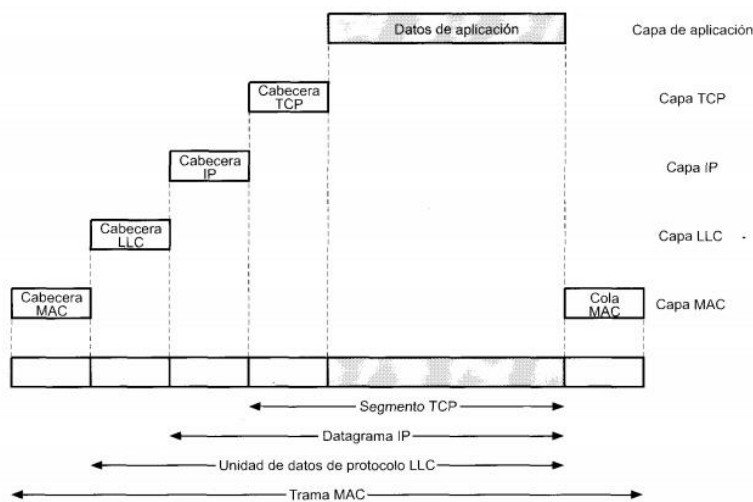 Datos de aplicación
Capa de aplicación
Cabecera
TCP
Capa TCP
Cabecera
IP
Capa IP
Cabecera
LLC
Capa LLC
Cabecera
MAC
Cola
MAC
Capa MAC
Segmento TCP
Datagrama IP
Unidad de datos de protocolo LLC
Trama MAC